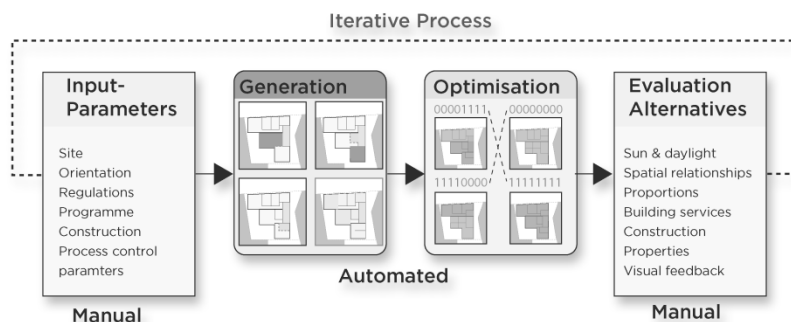 Iterative Process
Input-
Parameters
Site
Orientation
Regulations
Programme
Construction
Process control
paramters
Manual
Generation
Automated
Optimisation
00001111 00000000
11110000 11111111
Evaluation
Alternatives
Sun & daylight
Spatial relationships
Proportions
Building services
Construction
Properties
Visual feedback
Manual